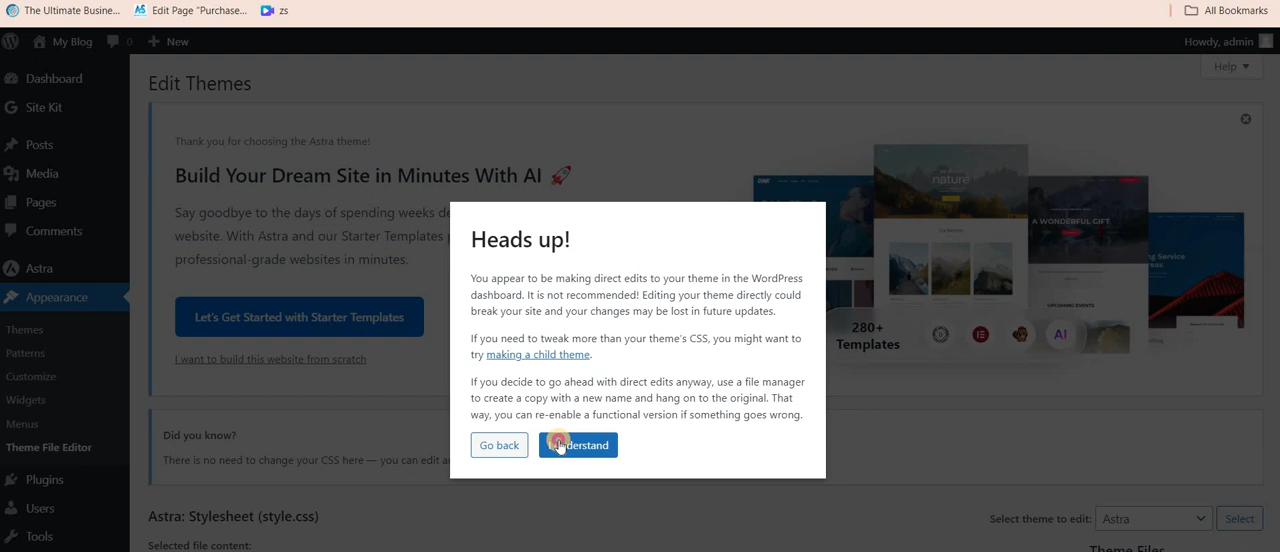 The Ultimate Busine... Edit Page "Purchase... zs All Bookmarks
My Blog 0 New Howdy, admin
Help
Dashboard
Site Kit
Posts
Media
Pages
Comments
Astra
Appearance
Themes
Patterns
Customize
Widgets
Menus
Theme File Editor
Plugins
Users
Tools
Edit Themes
Thank you for choosing the Astra theme!
Build Your Dream Site in Minutes With AI 🚀
Say goodbye to the days of spending weeks de
website. With Astra and our Starter Templates p
professional-grade websites in minutes.
Let's Get Started with Starter Templates
I want to build this website from scratch
nature
A WONDERFUL GIFT
UPCOMING EVENTS
280+
Templates
AI
Heads up!
You appear to be making direct edits to your theme in the WordPress
dashboard. It is not recommended! Editing your theme directly could
break your site and your changes may be lost in future updates.
If you need to tweak more than your theme's CSS, you might want to
try making a child theme.
If you decide to go ahead with direct edits anyway, use a file manager
to create a copy with a new name and hang on to the original. That
way, you can re-enable a functional version if something goes wrong.
Go back
I understand
Did you know?
There is no need to change your CSS here — you can edit a
Astra: Stylesheet (style.css)
Select theme to edit: Astra Select
Selected file content:
Theme Files